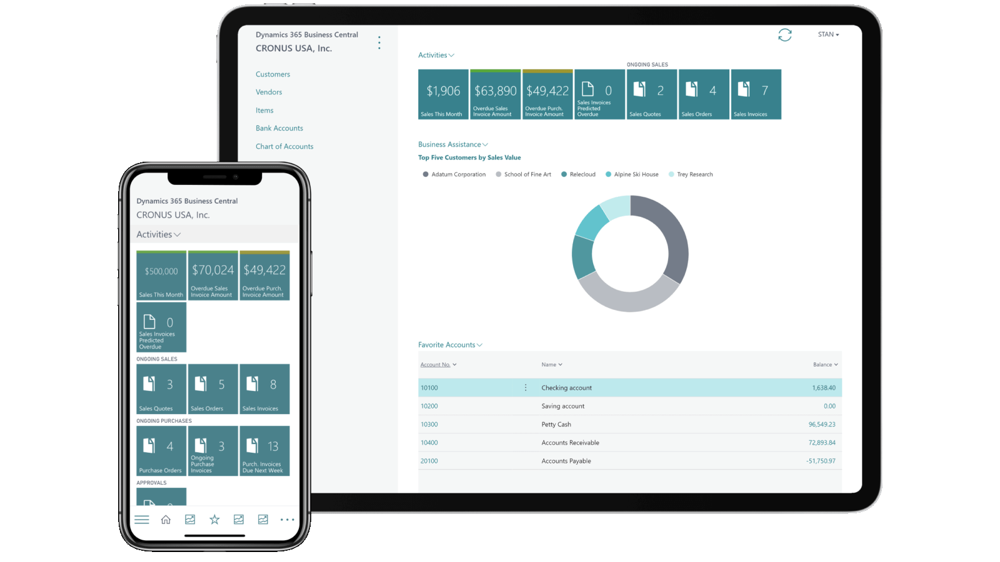 Dynamics 365 Business Central
CRONUS USA, Inc.
STAN
Customers
Vendors
Items
Bank Accounts
Chart of Accounts
Activities
ONGOING SALES
$1,906
Sales This Month
$63,890
Overdue Sales
Invoice Amount
$49,422
Overdue Purch.
Invoice Amount
0
Sales Invoices
Predicted
Overdue
2
Sales Quotes
4
Sales Orders
7
Sales Invoices
Business Assistance
Top Five Customers by Sales Value
Adatum Corporation School of Fine Art Relecloud Alpine Ski House Trey Research
Favorite Accounts
Account No. Name Balance
10100 Checking account 1,638.40
10200 Saving account 0.00
10300 Petty Cash 96,549.23
10400 Accounts Receivable 72,893.84
20100 Accounts Payable -51,750.97
Dynamics 365 Business Central
CRONUS USA, Inc.
Activities
$500,000
Sales This Month
$70,024
Overdue Sales
Invoice Amount
$49,422
Overdue Purch.
Invoice Amount
0
Sales Invoices
Predicted
Overdue
ONGOING SALES
3
Sales Quotes
5
Sales Orders
8
Sales Invoices
ONGOING PURCHASES
4
Purchase Orders
3
Ongoing
Purchase
Invoices
13
Purch. Invoices
Due Next Week
APPROVALS